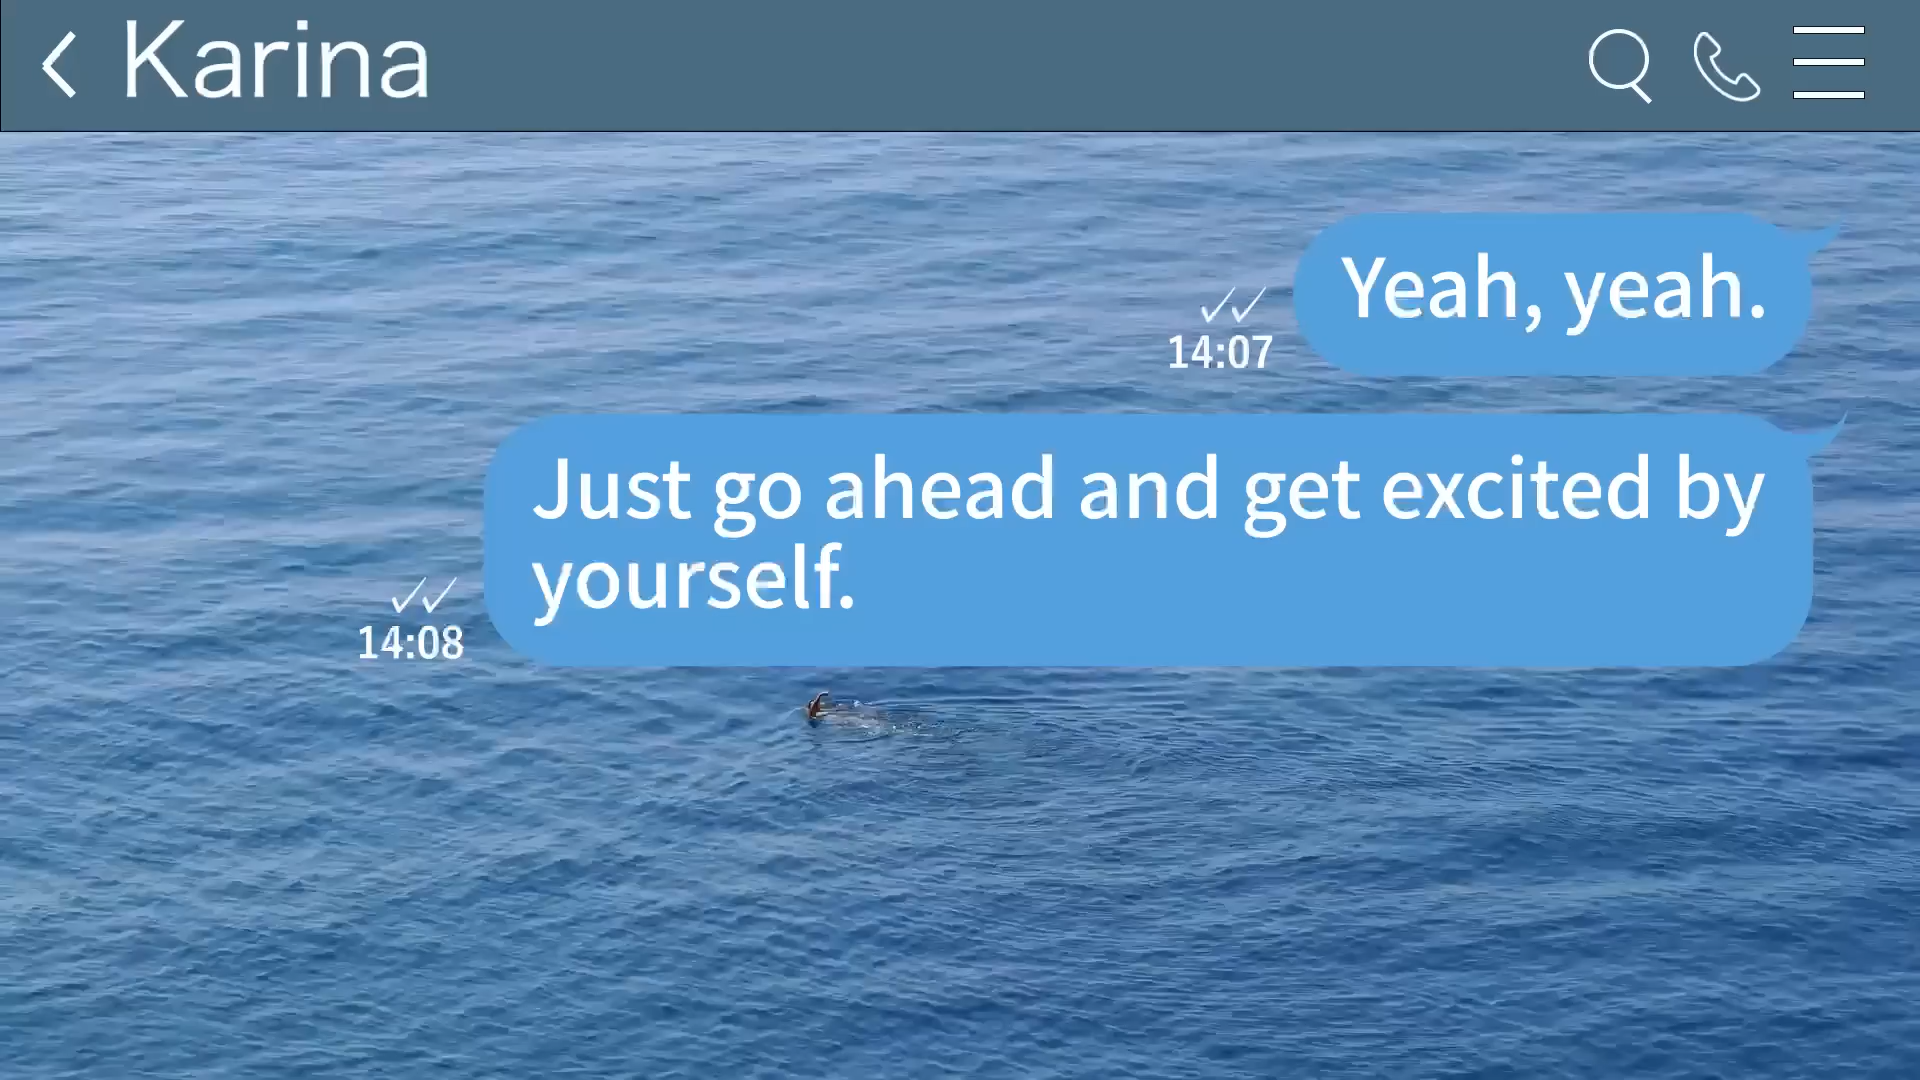 Karina
Yeah, yeah.
14:07
Just go ahead and get excited by
yourself.
14:08